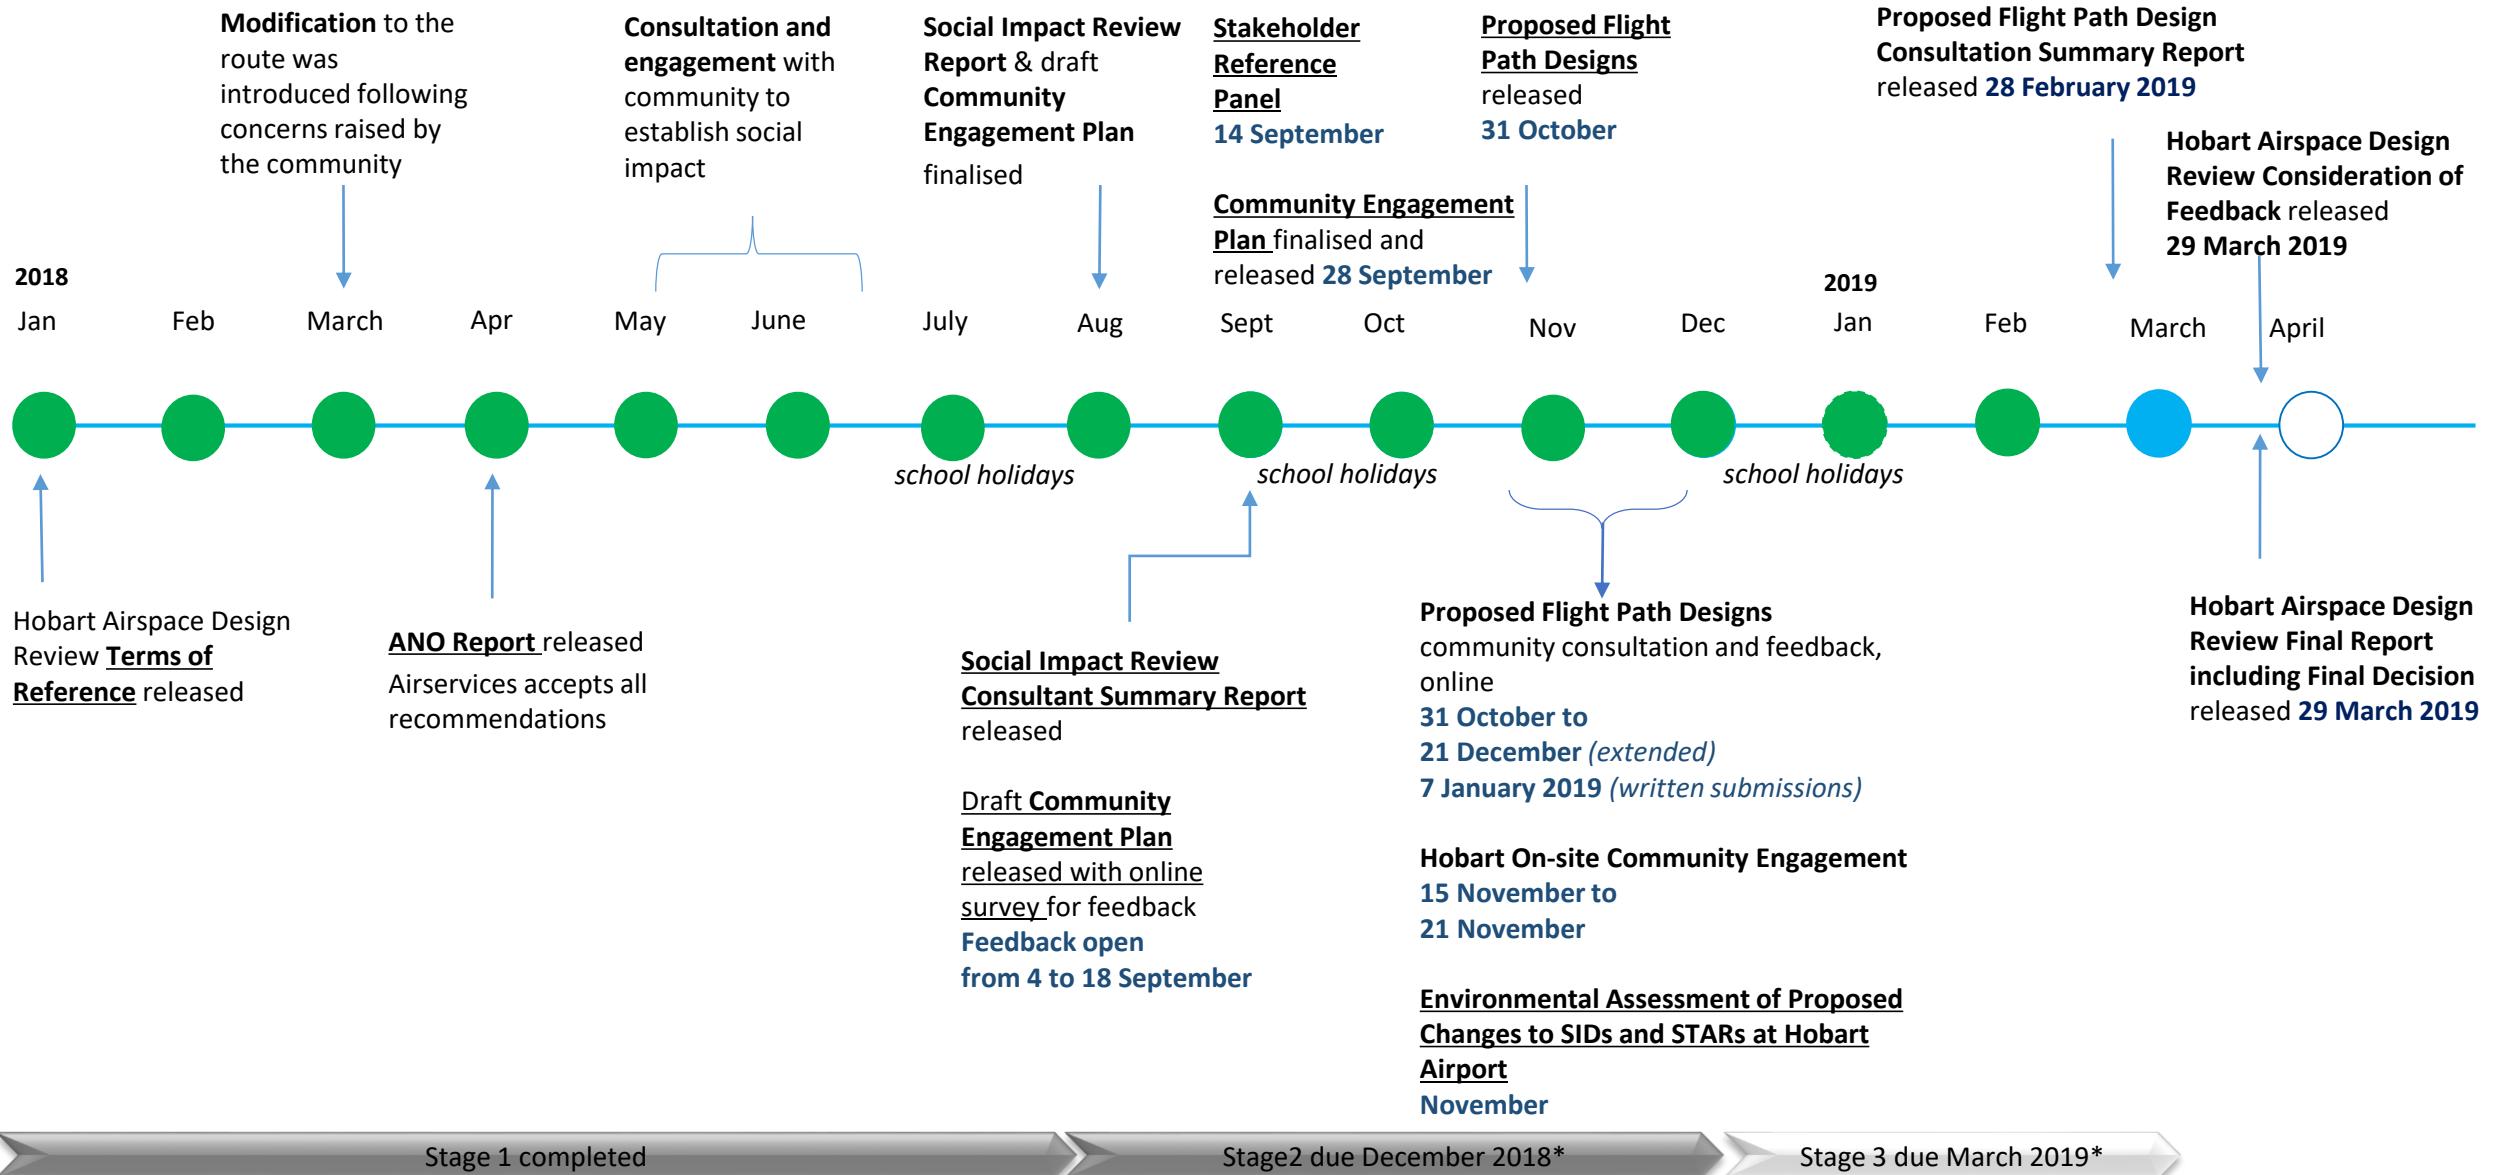 Modification to the
route was
introduced following
concerns raised by
the community
Consultation and
engagement with
community to
establish social
impact
Social Impact Review
Report & draft
Community
Engagement Plan
finalised
Stakeholder
Reference
Panel
14 September
Community Engagement
Plan finalised and
released 28 September
Proposed Flight
Path Designs
released
31 October
Proposed Flight Path Design
Consultation Summary Report
released 28 February 2019
Hobart Airspace Design
Review Consideration of
Feedback released
29 March 2019
2018
2019
Jan
Feb
March
Apr
May
June
July
Aug
Sept
Oct
Nov
Dec
Jan
Feb
March
April
school holidays
school holidays
school holidays
Hobart Airspace Design
Review Terms of
Reference released
ANO Report released
Airservices accepts all
recommendations
Social Impact Review
Consultant Summary Report
released
Draft Community
Engagement Plan
released with online
survey for feedback
Feedback open
from 4 to 18 September
Proposed Flight Path Designs
community consultation and feedback,
online
31 October to
21 December (extended)
7 January 2019 (written submissions)
Hobart On-site Community Engagement
15 November to
21 November
Environmental Assessment of Proposed
Changes to SIDs and STARs at Hobart
Airport
November
Hobart Airspace Design
Review Final Report
including Final Decision
released 29 March 2019
Stage 1 completed
Stage2 due December 2018*
Stage 3 due March 2019*